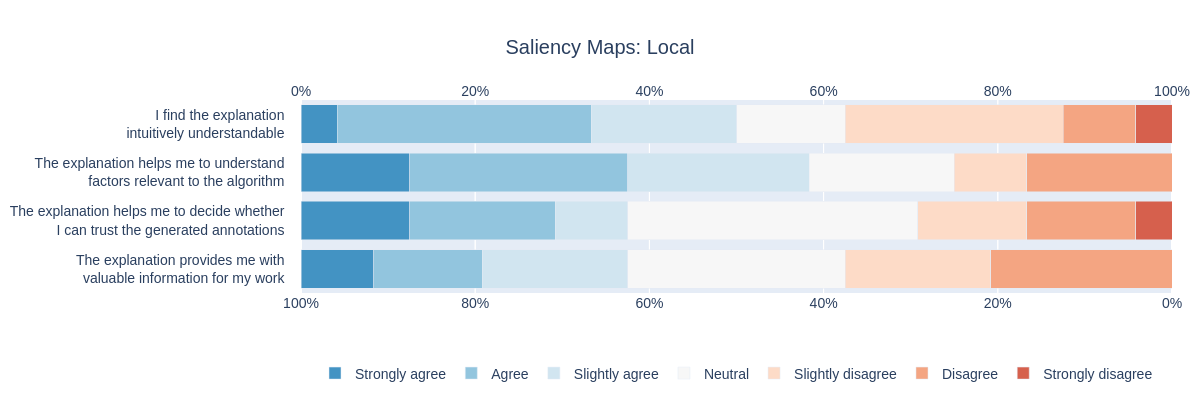 Saliency Maps: Local
0% 20% 40% 60% 80% 100%
I find the explanation
intuitively understandable
The explanation helps me to understand
factors relevant to the algorithm
The explanation helps me to decide whether
I can trust the generated annotations
The explanation provides me with
valuable information for my work
100% 80% 60% 40% 20% 0%
Strongly agree Agree Slightly agree Neutral Slightly disagree Disagree Strongly disagree